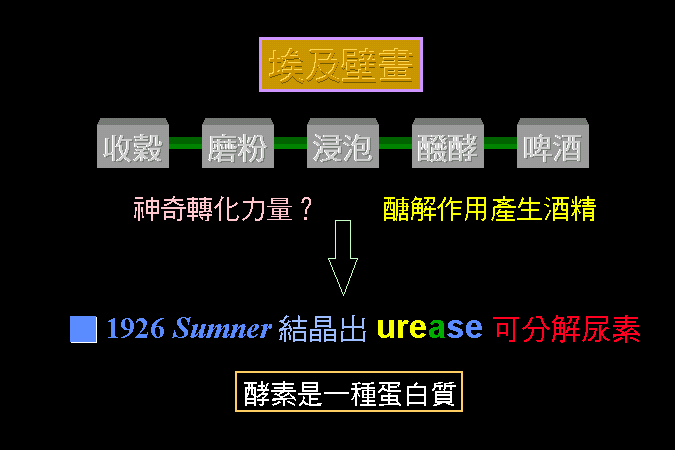 埃及壁畫
收穀 磨粉 浸泡 醱酵 啤酒
神奇轉化力量？ 醣解作用產生酒精
1926 Sumner 結晶出 urease 可分解尿素
酵素是一種蛋白質